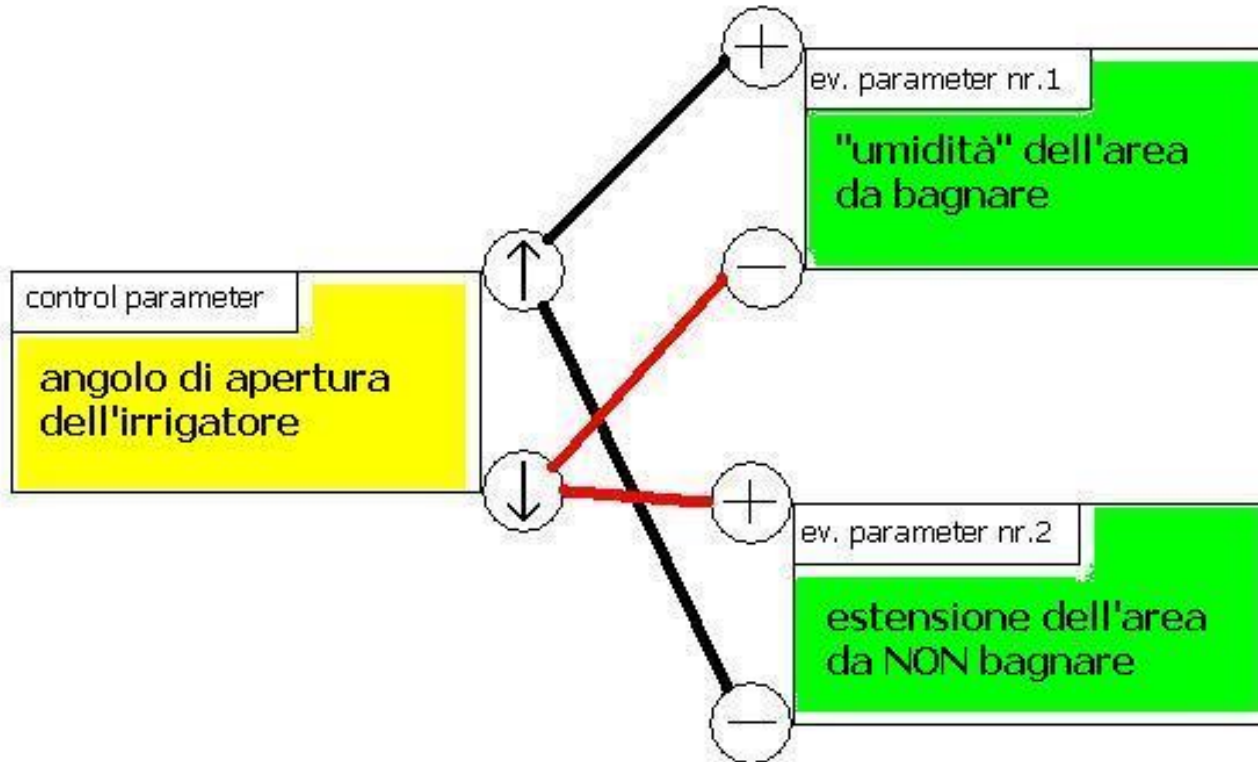 ev. parameter nr.1
"umidità" dell'area
da bagnare
control parameter
angolo di apertura
dell'irrigatore
ev. parameter nr.2
estensione dell'area
da NON bagnare